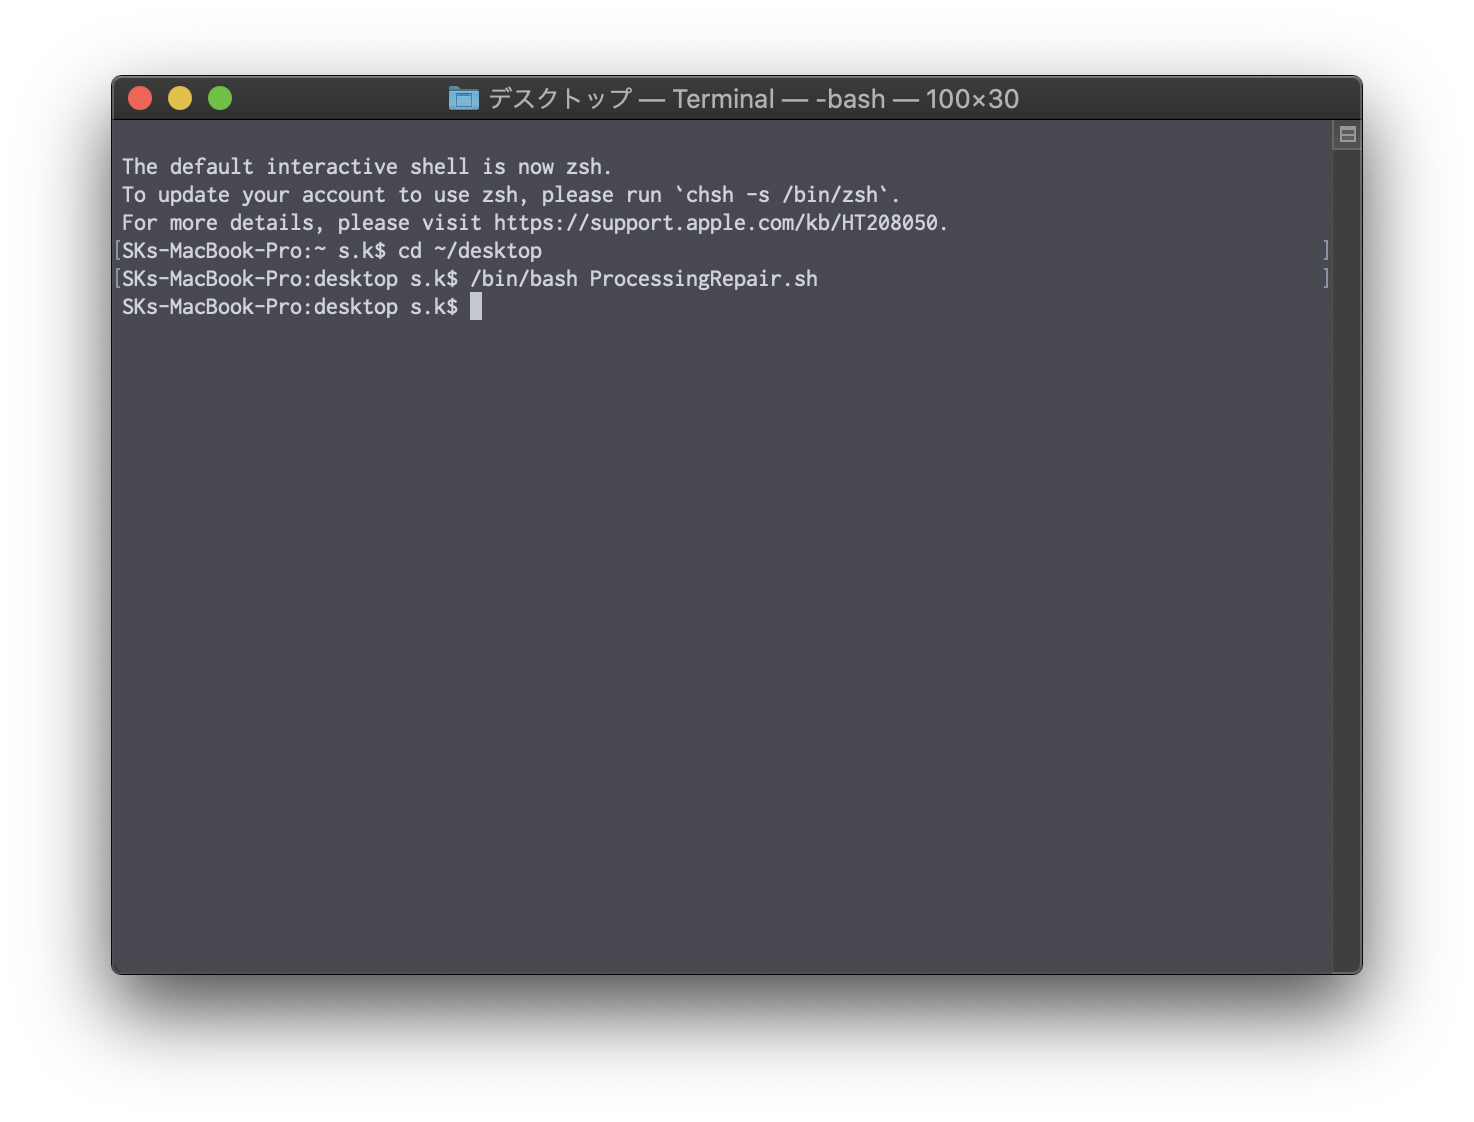 デスクトップ — Terminal — -bash — 100×30
The default interactive shell is now zsh.
To update your account to use zsh, please run `chsh -s /bin/zsh`.
For more details, please visit https://support.apple.com/kb/HT208050.
[SKs-MacBook-Pro:~ s.k$ cd ~/desktop ]
[SKs-MacBook-Pro:desktop s.k$ /bin/bash ProcessingRepair.sh ]
SKs-MacBook-Pro:desktop s.k$